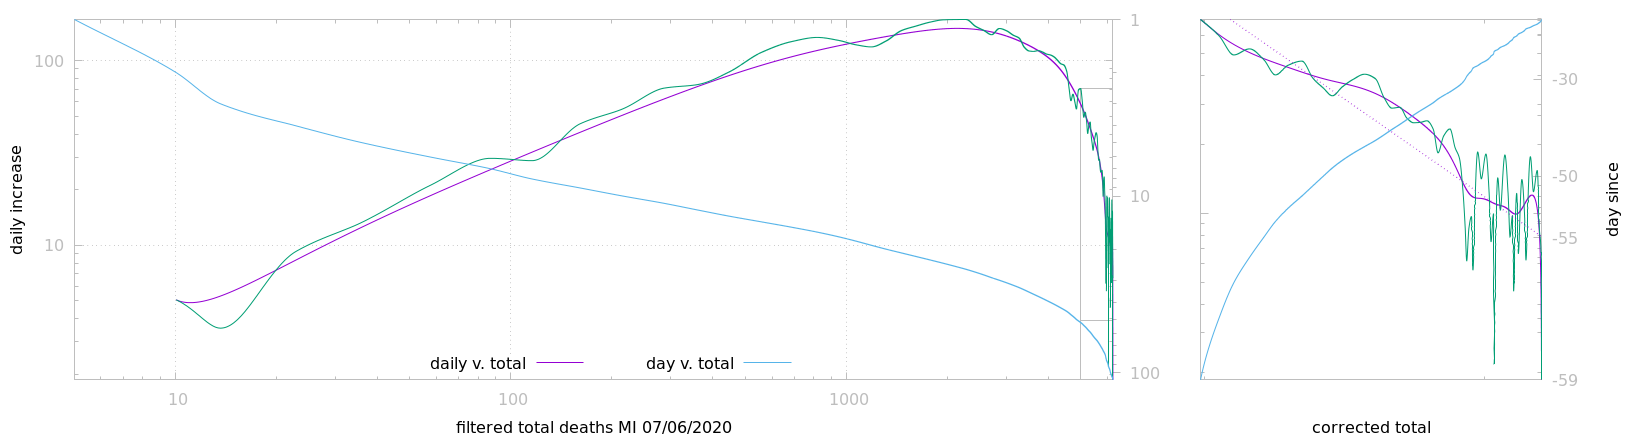 daily increase
100
10
1
10
100
daily v. total
day v. total
10
100
1000
filtered total deaths MI 07/06/2020
-30
-50
-55
-59
day since
corrected total